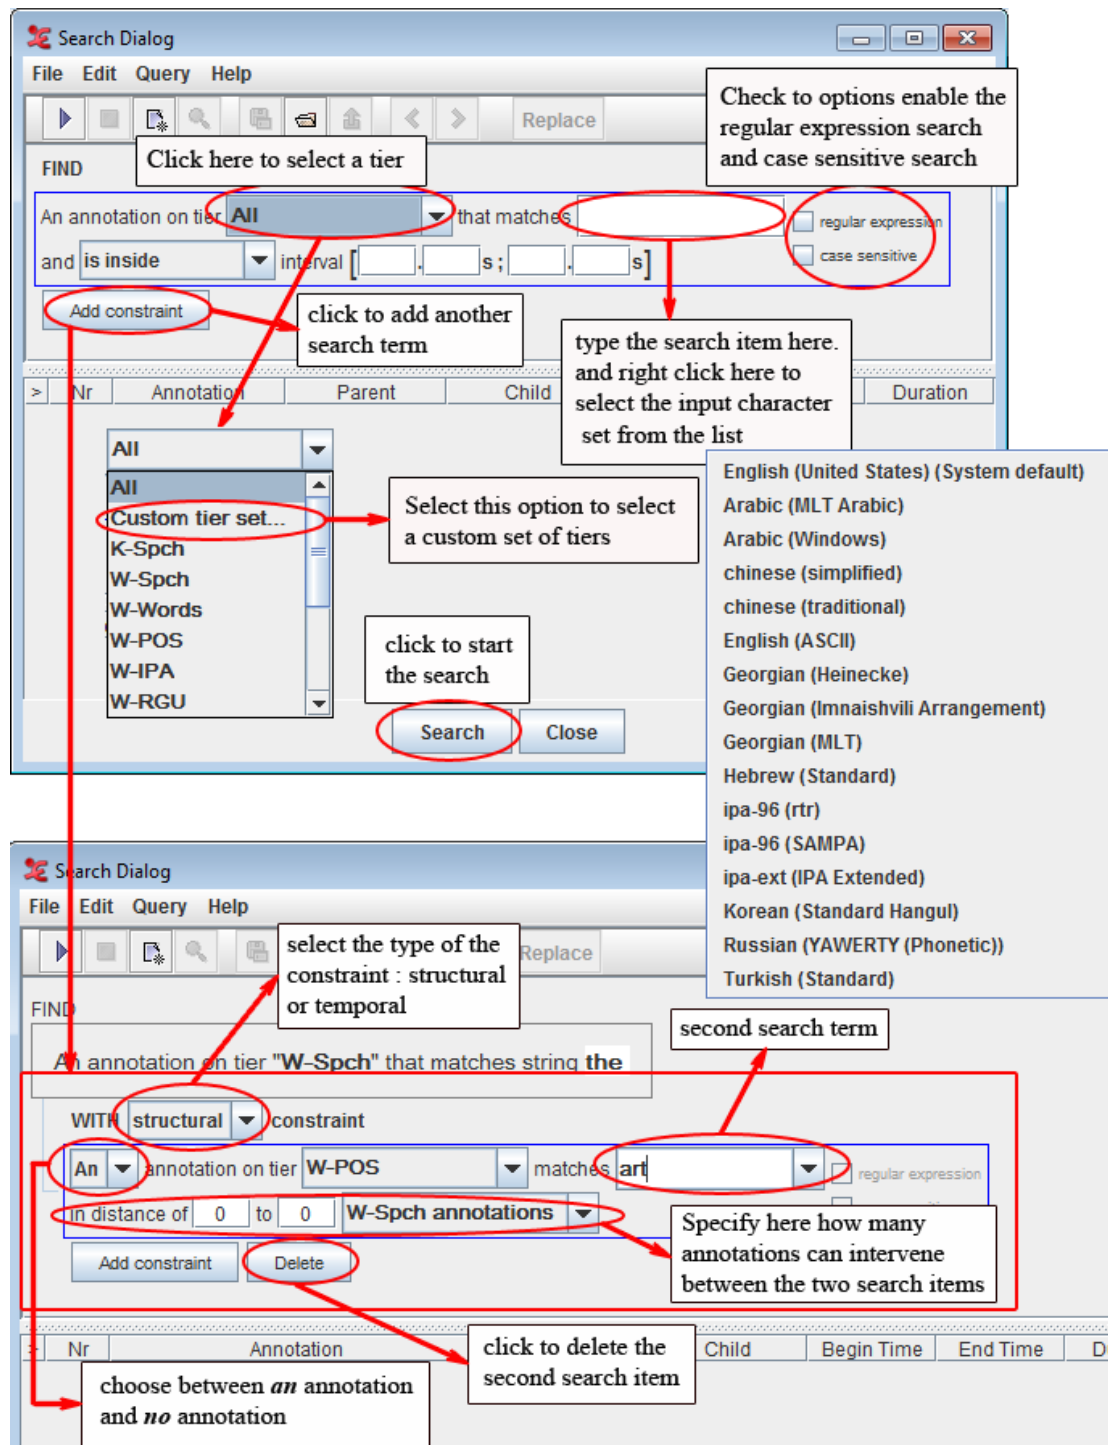 Search Dialog
File Edit Query Help
Replace
Check to options enable the
regular expression search
and case sensitive search
Click here to select a tier
FIND
An annotation on tier All that matches
regular expression
and is inside interval [ . s ; . s]
case sensitive
Add constraint
click to add another
search term
type the search item here.
and right click here to
select the input character
set from the list
> Nr Annotation Parent Child Duration
All
All
Custom tier set...
K-Spch
W-Spch
W-Words
W-POS
W-IPA
W-RGU
Select this option to select
a custom set of tiers
click to start
the search
Search Close
English (United States) (System default)
Arabic (MLT Arabic)
Arabic (Windows)
chinese (simplified)
chinese (traditional)
English (ASCII)
Georgian (Heinecke)
Georgian (Imnaishvili Arrangement)
Georgian (MLT)
Hebrew (Standard)
ipa-96 (rtr)
ipa-96 (SAMPA)
ipa-ext (IPA Extended)
Korean (Standard Hangul)
Russian (YAWERTY (Phonetic))
Turkish (Standard)
Search Dialog
File Edit Query Help
Replace
select the type of the
constraint : structural
or temporal
FIND
second search term
An annotation on tier "W-Spch" that matches string the
WITH structural constraint
An annotation on tier W-POS matches art
regular expression
In distance of 0 to 0 W-Spch annotations
Specify here how many
annotations can intervene
between the two search items
Add constraint Delete
> Nr Annotation Child Begin Time End Time
click to delete the
second search item
choose between an annotation
and no annotation